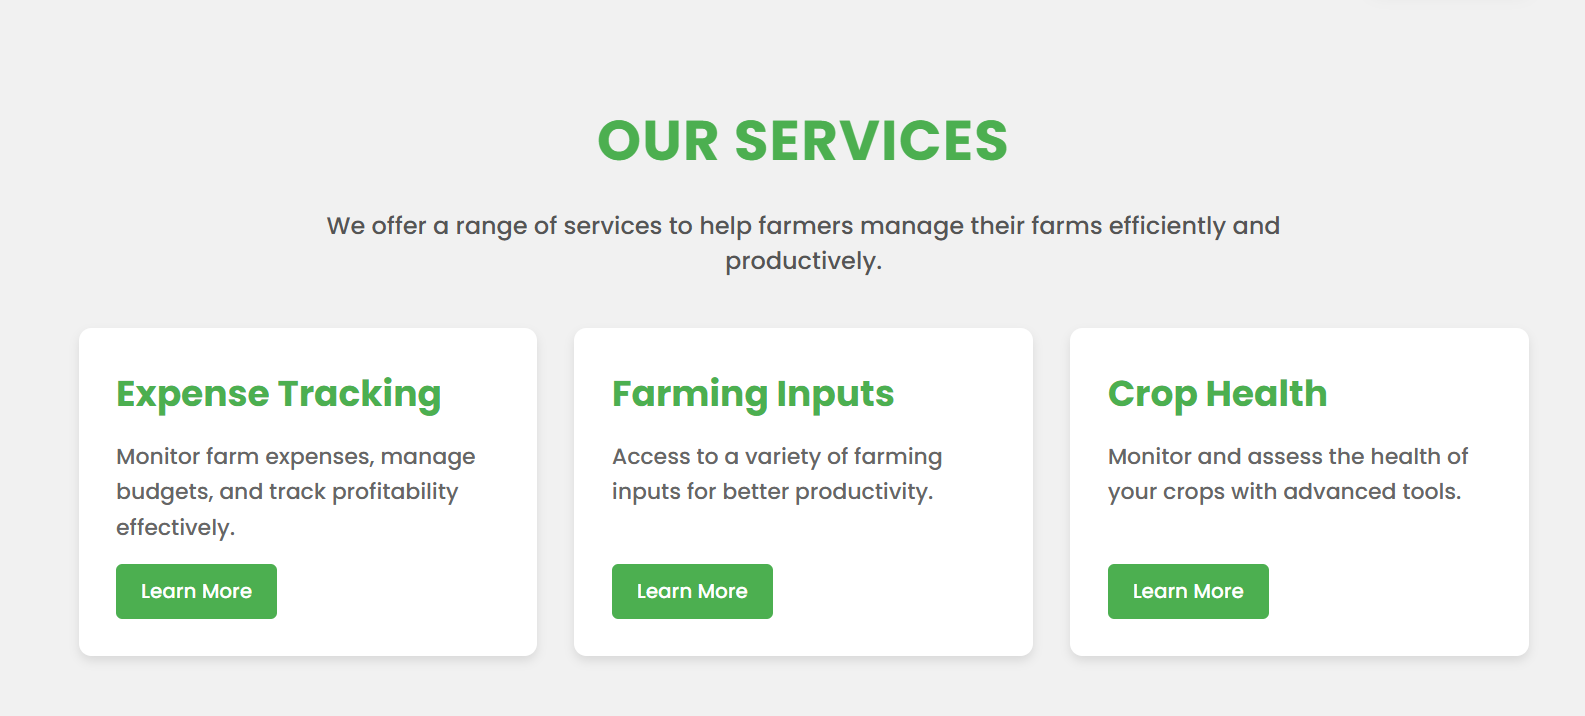 OUR SERVICES
We offer a range of services to help farmers manage their farms efficiently and
productively.
Expense Tracking
Monitor farm expenses, manage
budgets, and track profitability
effectively.
Learn More
Farming Inputs
Access to a variety of farming
inputs for better productivity.
Learn More
Crop Health
Monitor and assess the health of
your crops with advanced tools.
Learn More